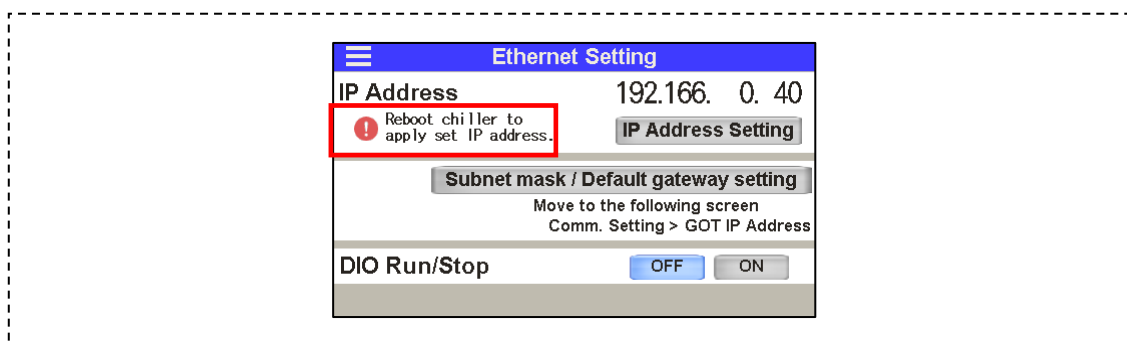 Ethernet Setting
IP Address 192.166. 0. 40
Reboot chiller to
apply set IP address.
IP Address Setting
Subnet mask / Default gateway setting
Move to the following screen
Comm. Setting > GOT IP Address
DIO Run/Stop OFF ON